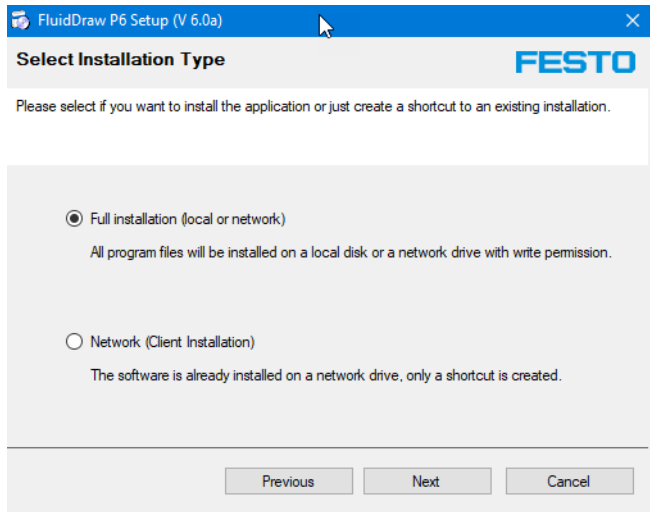 FluidDraw P6 Setup (V 6.0a)
Select Installation Type
FESTO
Please select if you want to install the application or just create a shortcut to an existing installation.
Full installation (local or network)
All program files will be installed on a local disk or a network drive with write permission.
Network (Client Installation)
The software is already installed on a network drive, only a shortcut is created.
Previous
Next
Cancel